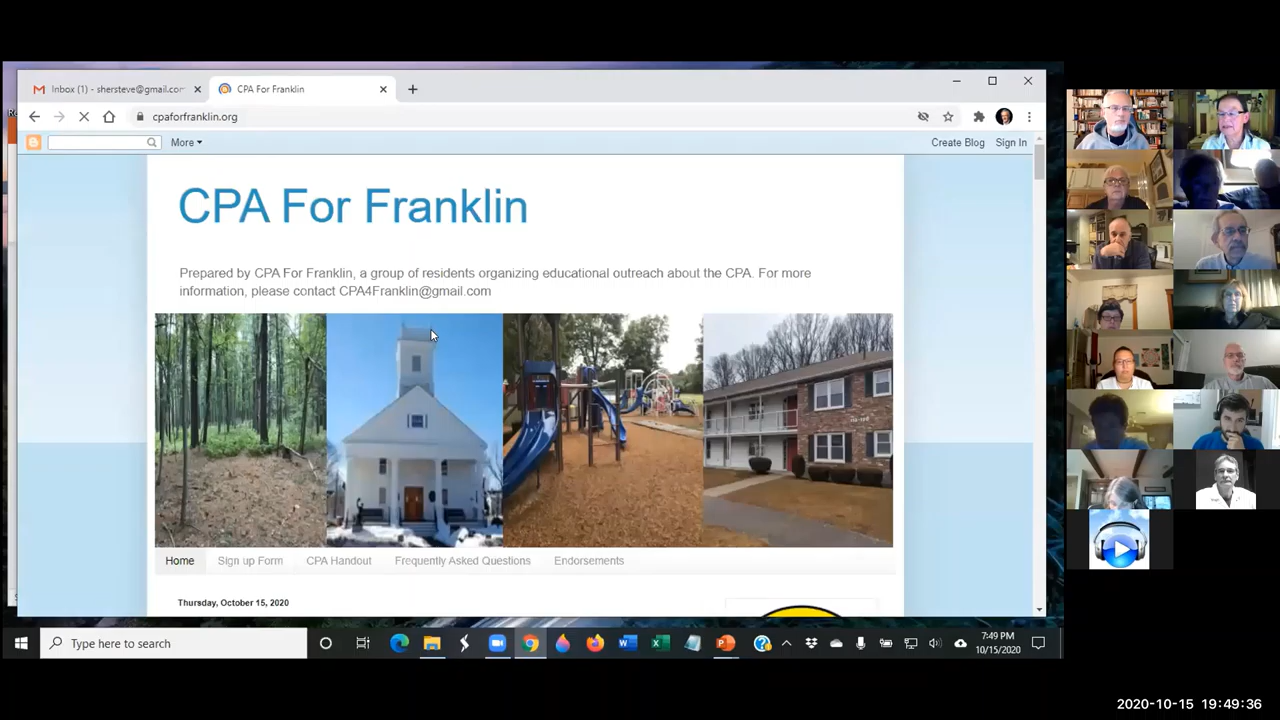 Inbox (1) - shersteve@gmail.com
CPA For Franklin
cpaforfranklin.org
More
Create Blog
Sign In
CPA For Franklin
Prepared by CPA For Franklin, a group of residents organizing educational outreach about the CPA. For more
information, please contact CPA4Franklin@gmail.com
Home
Sign up Form
CPA Handout
Frequently Asked Questions
Endorsements
Thursday, October 15, 2020
Type here to search
7:49 PM
10/15/2020
2020-10-15 19:49:36